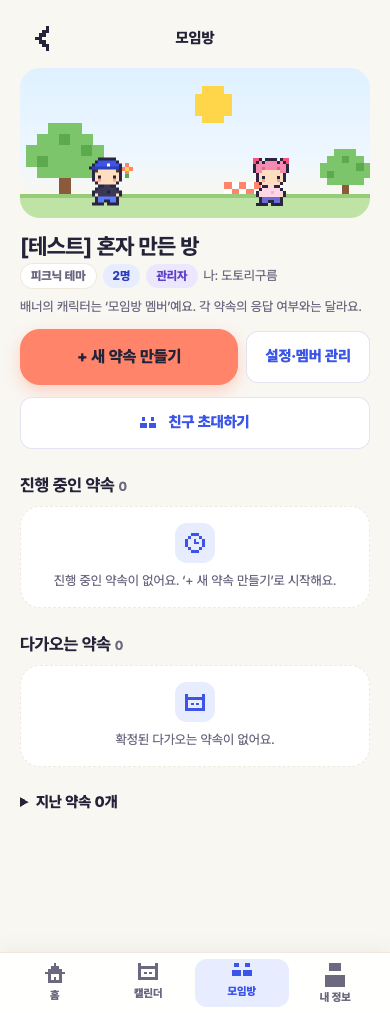 모임방
[테스트] 혼자 만든 방
피크닉 테마 2명 관리자 나: 도토리구름
배너의 캐릭터는 ‘모임방 멤버’예요. 각 약속의 응답 여부와는 달라요.
+ 새 약속 만들기 설정·멤버 관리
친구 초대하기
진행 중인 약속 0
진행 중인 약속이 없어요. ‘+ 새 약속 만들기’로 시작해요.
다가오는 약속 0
확정된 다가오는 약속이 없어요.
▶ 지난 약속 0개
홈 캘린더 모임방 내 정보